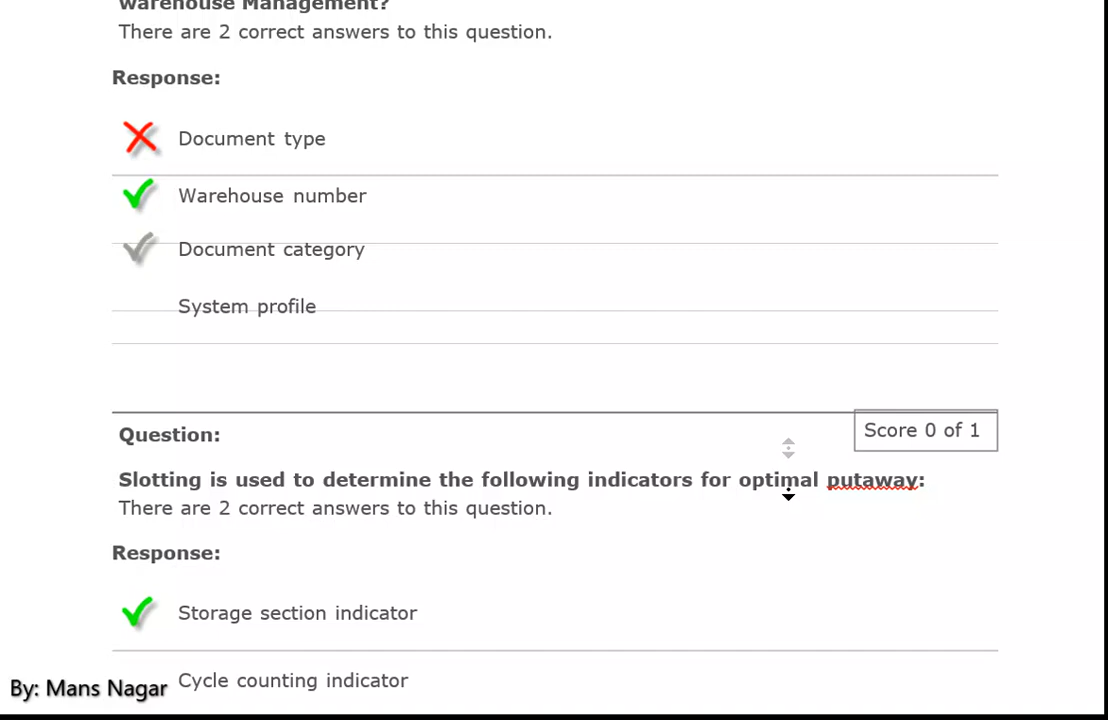 warehouse Management?
There are 2 correct answers to this question.
Response:
Document type
Warehouse number
Document category
System profile
Score 0 of 1
Question:
Slotting is used to determine the following indicators for optimal putaway:
There are 2 correct answers to this question.
Response:
Storage section indicator
Cycle counting indicator
By: Mans Nagar